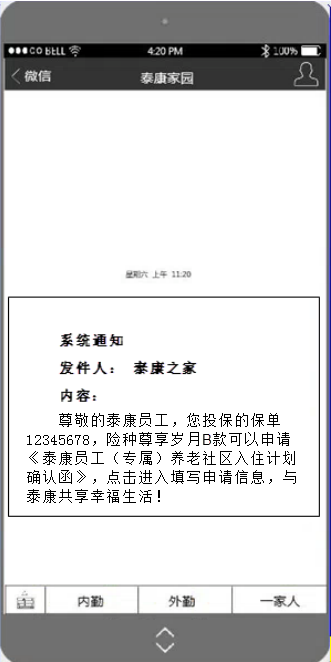 CO BELL 4:20 PM 100%
微信 泰康家园
星期六 上午 11:20
系统通知
发件人： 泰康之家
内容：
尊敬的泰康员工，您投保的保单
12345678，险种尊享岁月B款可以申请
《泰康员工（专属）养老社区入住计划
确认函》，点击进入填写申请信息，与
泰康共享幸福生活！
内勤 外勤 一家人